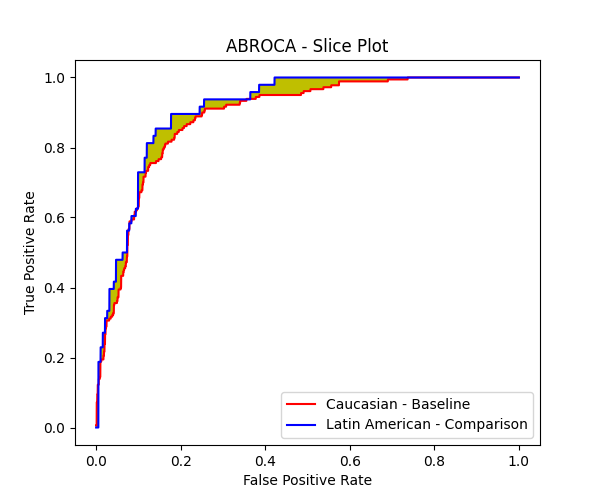 ABROCA - Slice Plot
1.0
0.8
0.6
0.4
0.2
0.0
True Positive Rate
Caucasian - Baseline
Latin American - Comparison
0.0 0.2 0.4 0.6 0.8 1.0
False Positive Rate